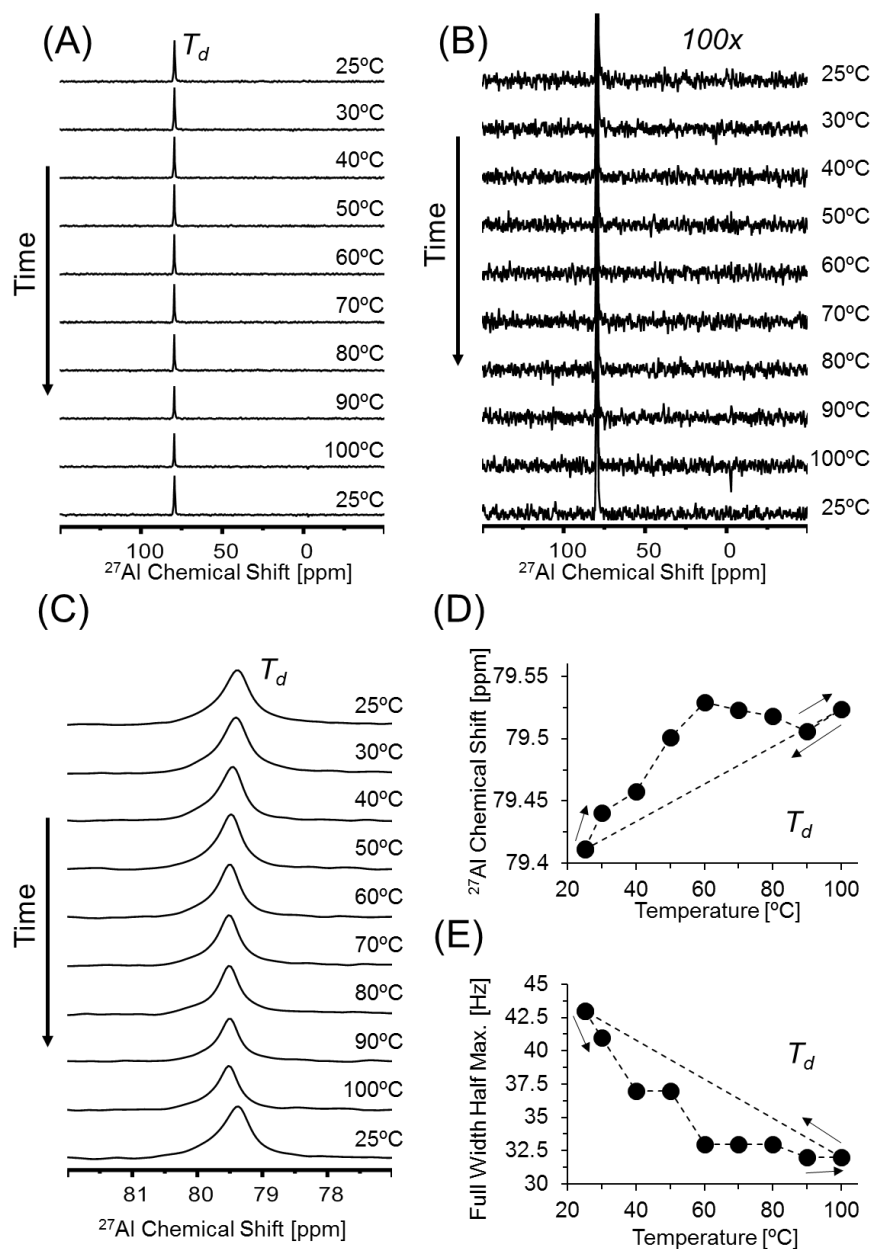 (A)
T_d
25ºC
30ºC
40ºC
50ºC
60ºC
70ºC
80ºC
90ºC
100ºC
25ºC
Time
100 50 0
²⁷Al Chemical Shift [ppm]
(B)
100x
25ºC
30ºC
40ºC
50ºC
60ºC
70ºC
80ºC
90ºC
100ºC
25ºC
Time
100 50 0
²⁷Al Chemical Shift [ppm]
(C)
T_d
25ºC
30ºC
40ºC
50ºC
60ºC
70ºC
80ºC
90ºC
100ºC
25ºC
Time
81 80 79 78
²⁷Al Chemical Shift [ppm]
(D)
²⁷Al Chemical Shift [ppm]
79.55
79.5
79.45
79.4
T_d
20 40 60 80 100
Temperature [ºC]
(E)
Full Width Half Max. [Hz]
45
42.5
40
37.5
35
32.5
30
T_d
20 40 60 80 100
Temperature [ºC]